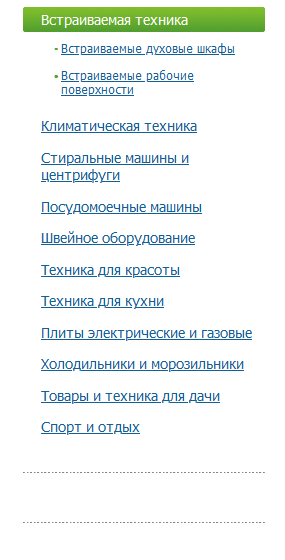 Встраиваемая техника
Встраиваемые духовые шкафы
Встраиваемые рабочие
поверхности
Климатическая техника
Стиральные машины и
центрифуги
Посудомоечные машины
Швейное оборудование
Техника для красоты
Техника для кухни
Плиты электрические и газовые
Холодильники и морозильники
Товары и техника для дачи
Спорт и отдых